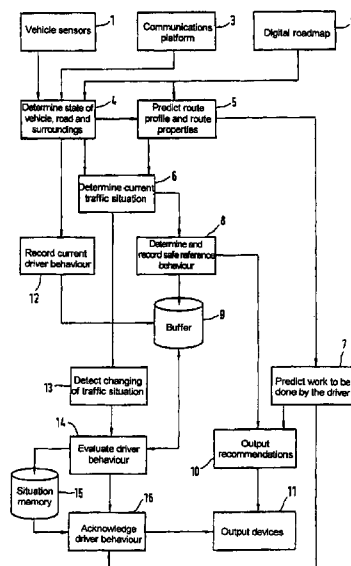 Vehicle sensors
1
Communications
platform
3
Digital roadmap
Determine state of
vehicle, road and
surroundings
4
Predict route
profile and route
properties
5
6
Determine current
traffic situation
8
Record current
driver behaviour
12
Determine and
record safe reference
behaviour
Buffer
9
7
Predict work to be
done by the driver
13
Detect changing
of traffic situation
14
Evaluate driver
behaviour
Output
recommendations
10
11
Situation
memory
15
16
Acknowledge
driver behaviour
Output devices